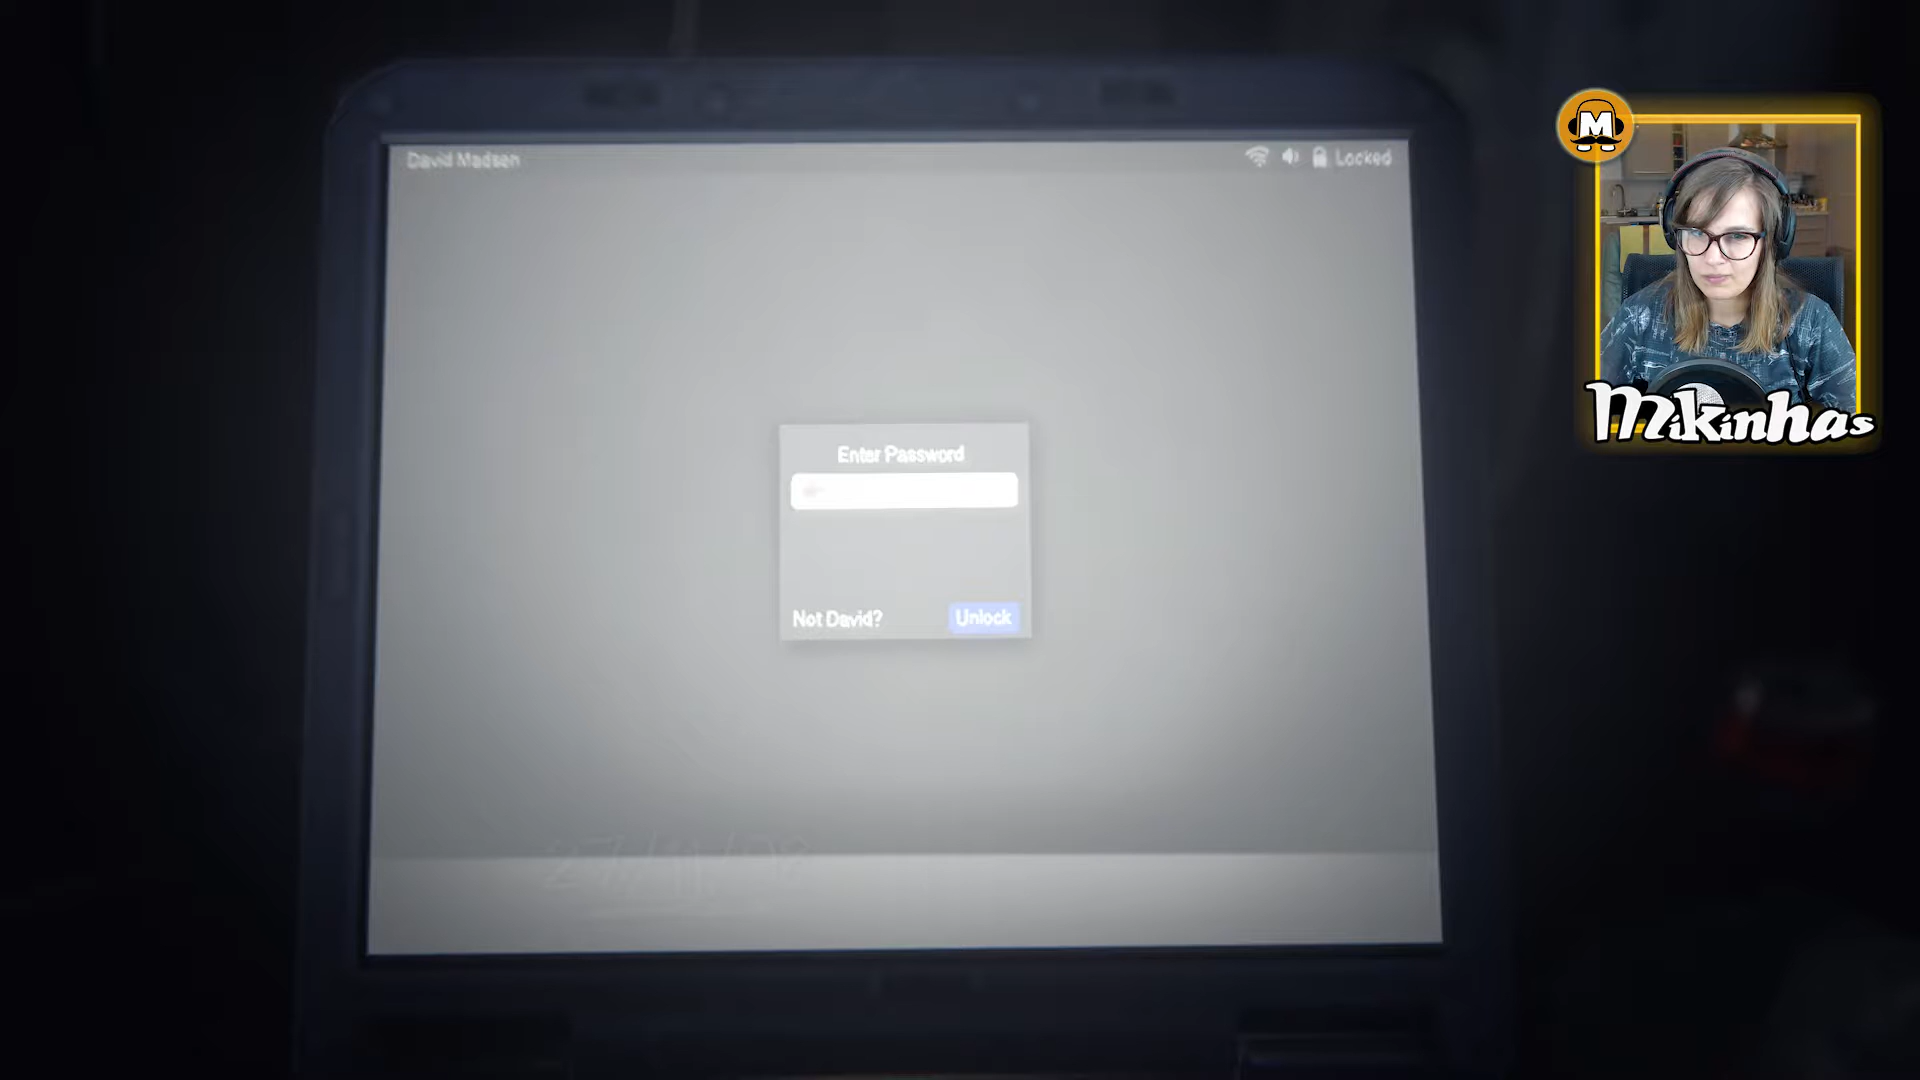 David Madsen
Locked
M
Mikinhas
Enter Password
Not David?
Unlock